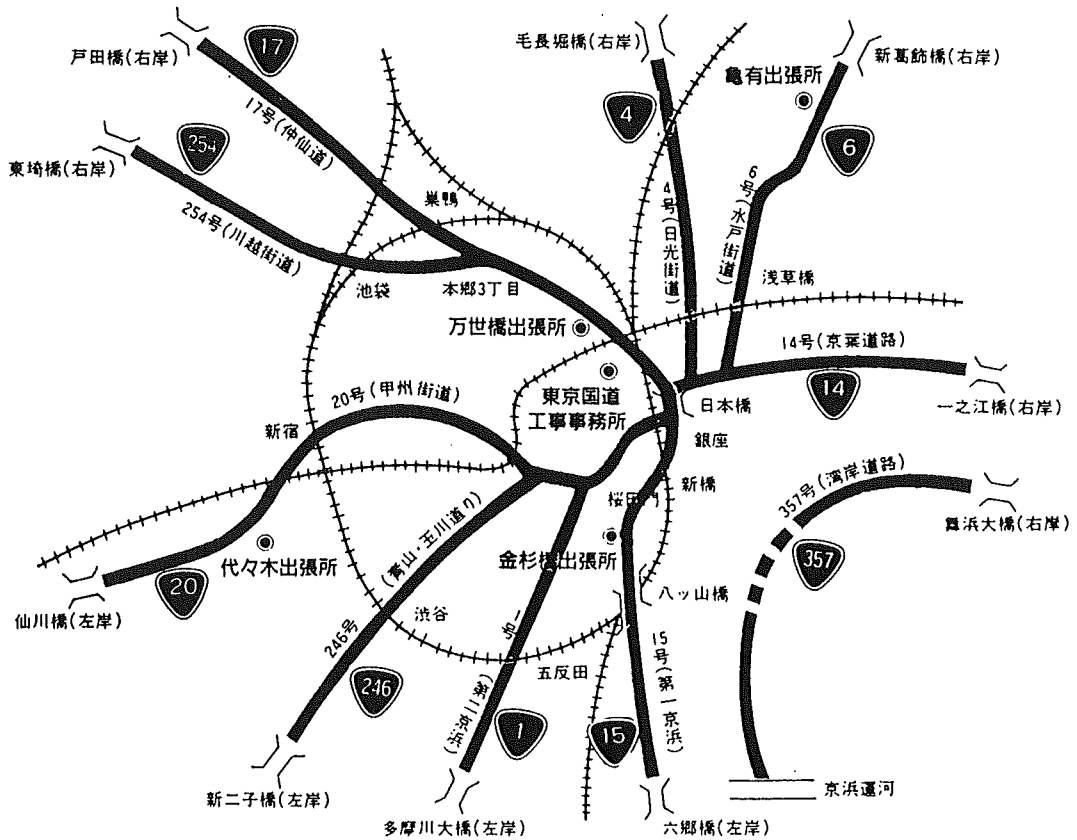 戸田橋(右岸)
17
17号(仲仙道)
毛長堀橋(右岸)
4
4号(日光街道)
亀有出張所
新葛飾橋(右岸)
6
6号(水戸街道)
東埼橋(右岸)
254
254号(川越街道)
巣鴨
池袋
本郷3丁目
浅草橋
万世橋出張所
14号(京葉道路)
14
一之江橋(右岸)
東京国道
工事事務所
日本橋
銀座
20号(甲州街道)
新宿
新橋
桜田門
357号(湾岸道路)
357
舞浜大橋(右岸)
代々木出張所
20
仙川橋(左岸)
(青山・玉川通り)
246号
246
渋谷
金杉橋出張所
八ッ山橋
一号
(第二京浜)
1
五反田
15号(第一京浜)
15
新二子橋(左岸)
多摩川大橋(左岸)
六郷橋(左岸)
京浜運河